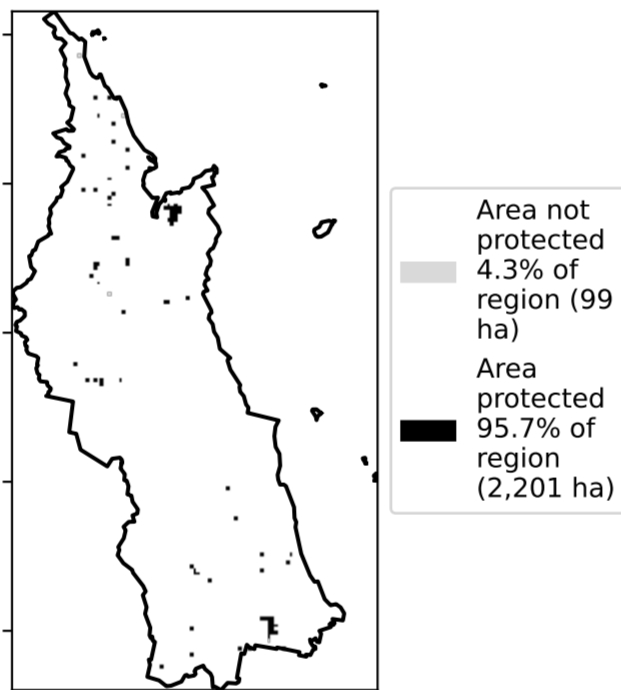 Area not
protected
4.3% of
region (99
ha)
Area
protected
95.7% of
region
(2,201 ha)